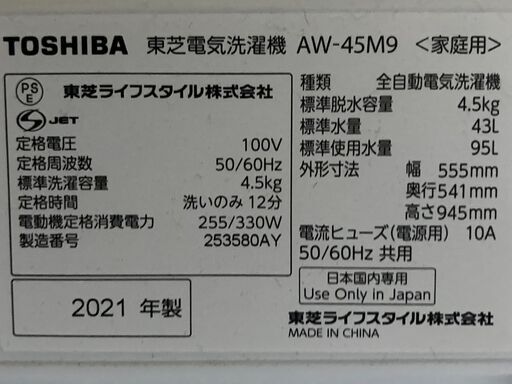 TOSHIBA 東芝電気洗濯機 AW-45M9 <家庭用>
PS
E
東芝ライフスタイル株式会社
S JET
定格電圧 100V
定格周波数 50/60Hz
標準洗濯容量 4.5kg
定格時間 洗いのみ 12分
電動機定格消費電力 255/330W
製造番号 253580AY
2021 年製
種類 全自動電気洗濯機
標準脱水容量 4.5kg
標準水量 43L
標準使用水量 95L
外形寸法 幅 555mm
奥行541mm
高さ945mm
電流ヒューズ(電源用) 10A
50/60Hz 共用
日本国内専用
Use Only in Japan
東芝ライフスタイル株式会社
MADE IN CHINA